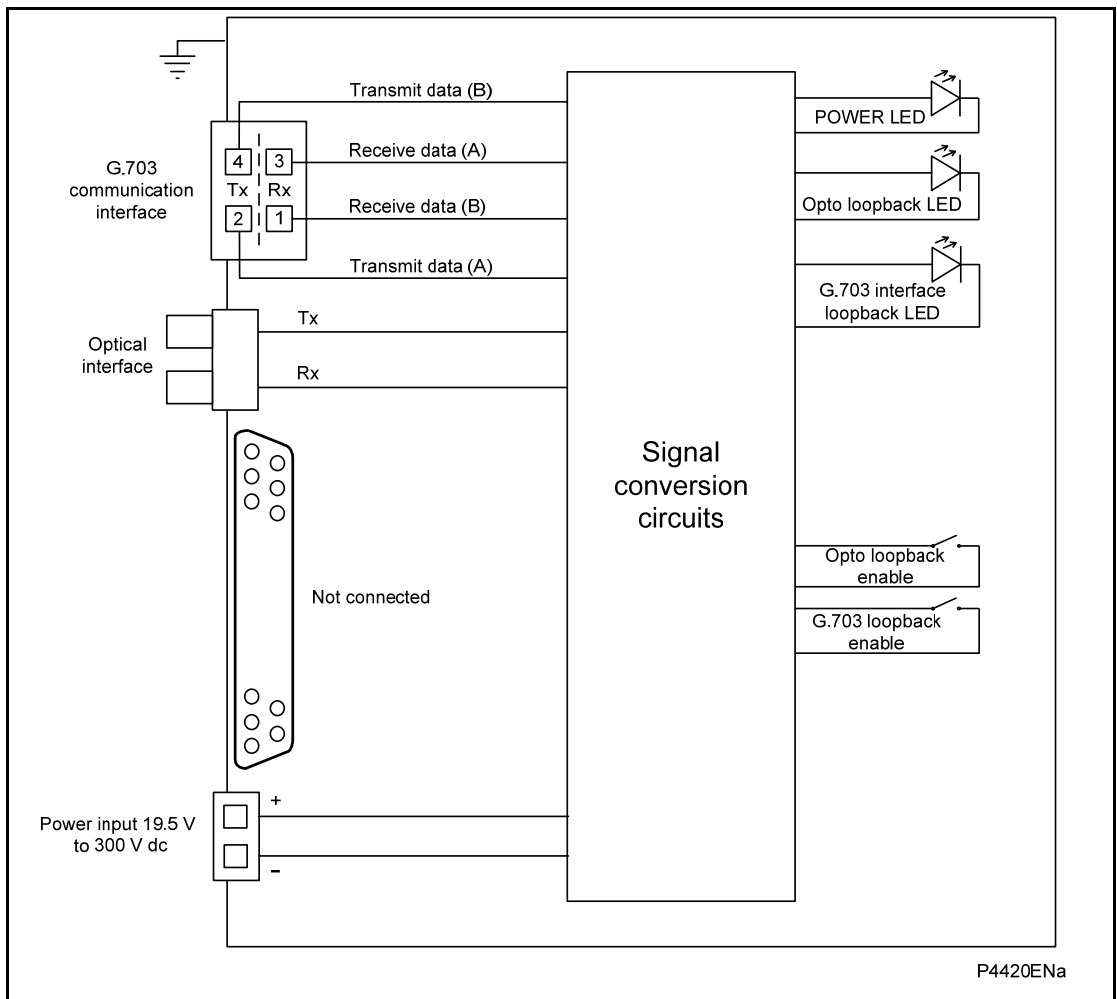 Transmit data (B)
POWER LED
G.703
communication
interface
4
3
Tx
Rx
2
1
Receive data (A)
Receive data (B)
Transmit data (A)
Opto loopback LED
G.703 interface
loopback LED
Optical
interface
Tx
Rx
Signal
conversion
circuits
Opto loopback
enable
G.703 loopback
enable
Not connected
Power input 19.5 V
to 300 V dc
+
-
P4420ENa